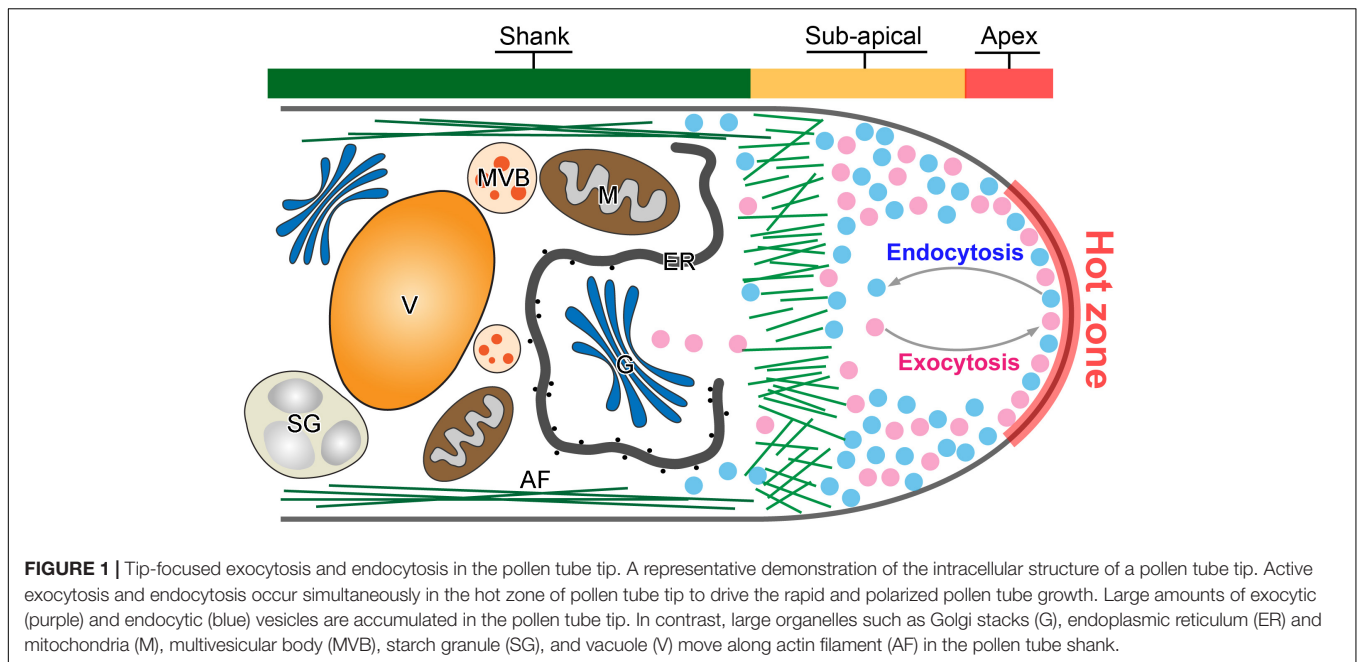 Shank
Sub-apical
Apex
MVB
M
ER
Endocytosis
Hot zone
V
G
Exocytosis
SG
AF
FIGURE 1 | Tip-focused exocytosis and endocytosis in the pollen tube tip. A representative demonstration of the intracellular structure of a pollen tube tip. Active
exocytosis and endocytosis occur simultaneously in the hot zone of pollen tube tip to drive the rapid and polarized pollen tube growth. Large amounts of exocytic
(purple) and endocytic (blue) vesicles are accumulated in the pollen tube tip. In contrast, large organelles such as Golgi stacks (G), endoplasmic reticulum (ER) and
mitochondria (M), multivesicular body (MVB), starch granule (SG), and vacuole (V) move along actin filament (AF) in the pollen tube shank.